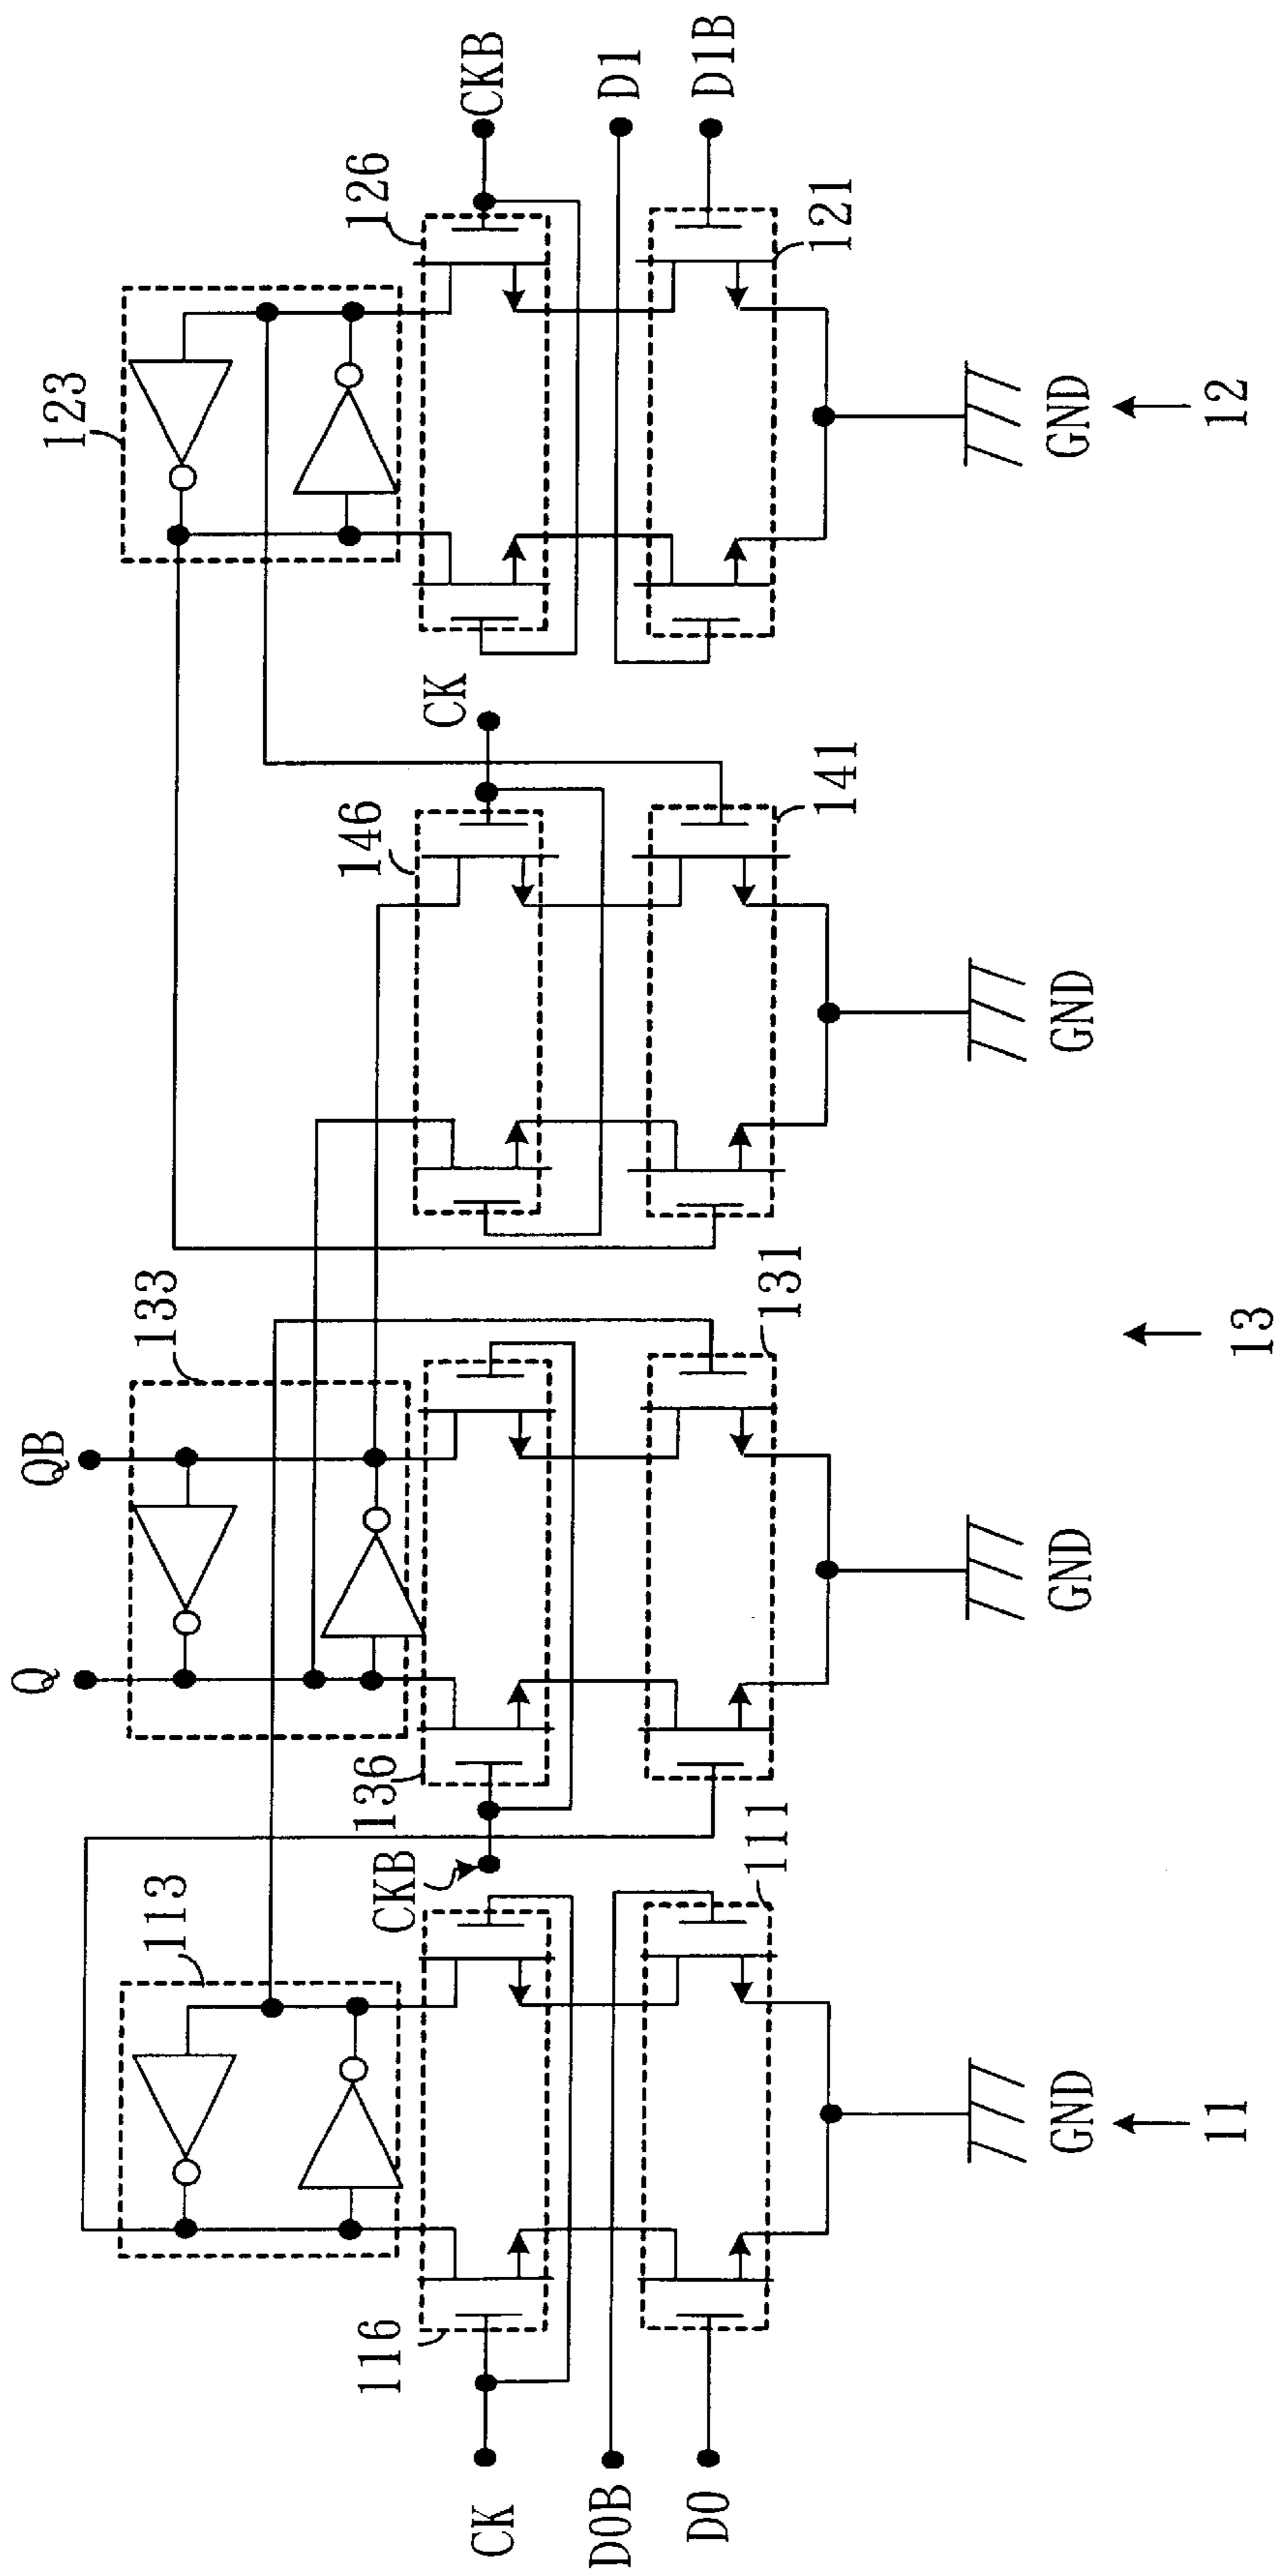 Q
QB
123
113
133
116
136
146
126
CKB
CK
CK
CKB
D0B
D1
D0
D1B
111
131
141
121
GND
GND
GND
GND
11
13
12